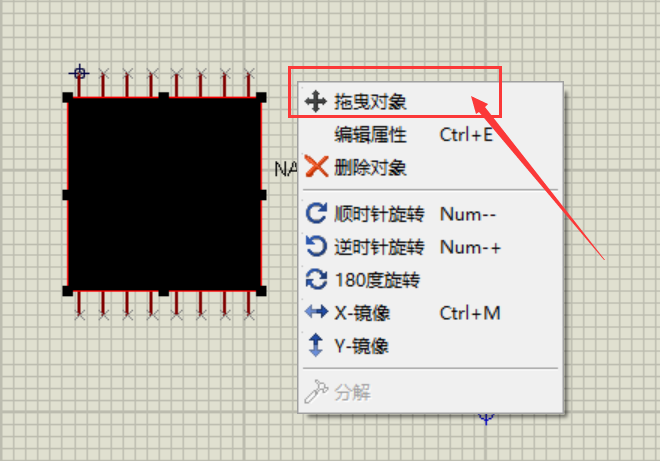 NA
拖曳对象
编辑属性 Ctrl+E
删除对象
顺时针旋转 Num--
逆时针旋转 Num-+
180度旋转
X-镜像 Ctrl+M
Y-镜像
分解